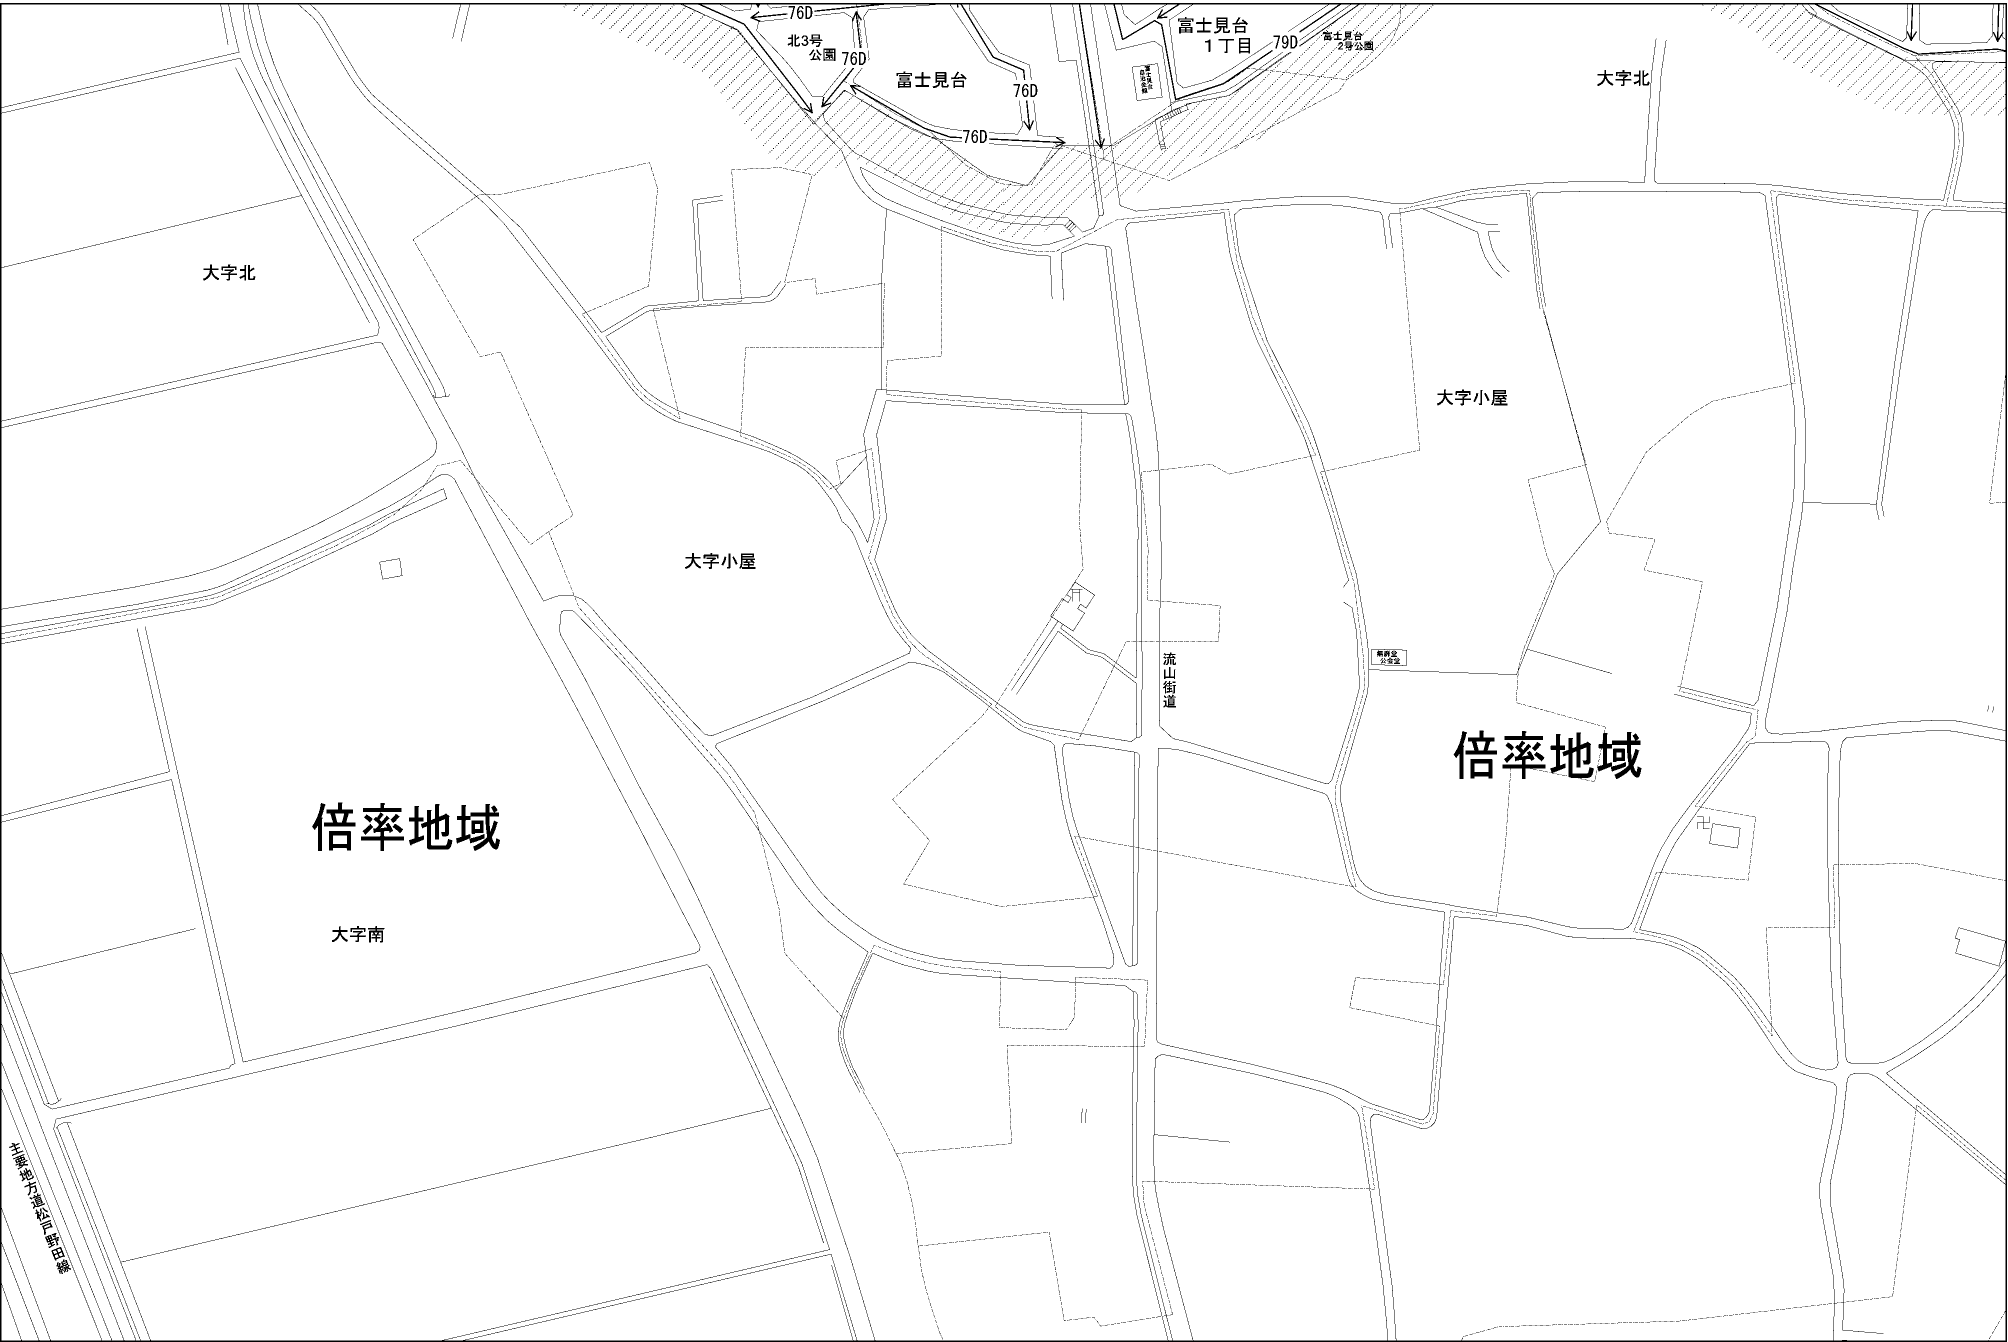 76D
北3号
公園
76D
富士見台
76D
76D
富士見台
1丁目
79D
富士見台
2号公園
大字北
大字北
大字小屋
大字小屋
流山街道
公会堂
倍率地域
倍率地域
大字南
主要地方道松戸野田線